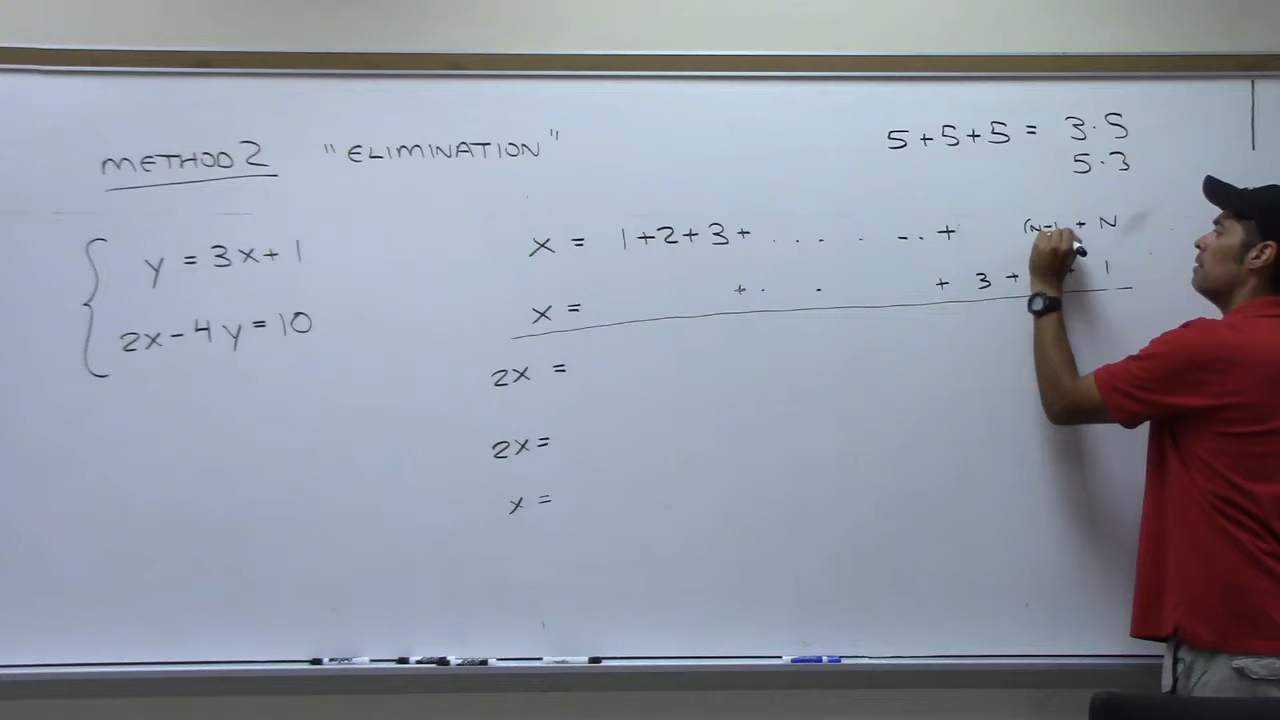 METHOD 2 "ELIMINATION"
y = 3x + 1
2x - 4y = 10
5 + 5 + 5 = 3 · 5
5 · 3
x = 1 + 2 + 3 + . . . . . - . . + (N-1 + N
x = + . . + 3 + + 1
2x =
2x =
x =